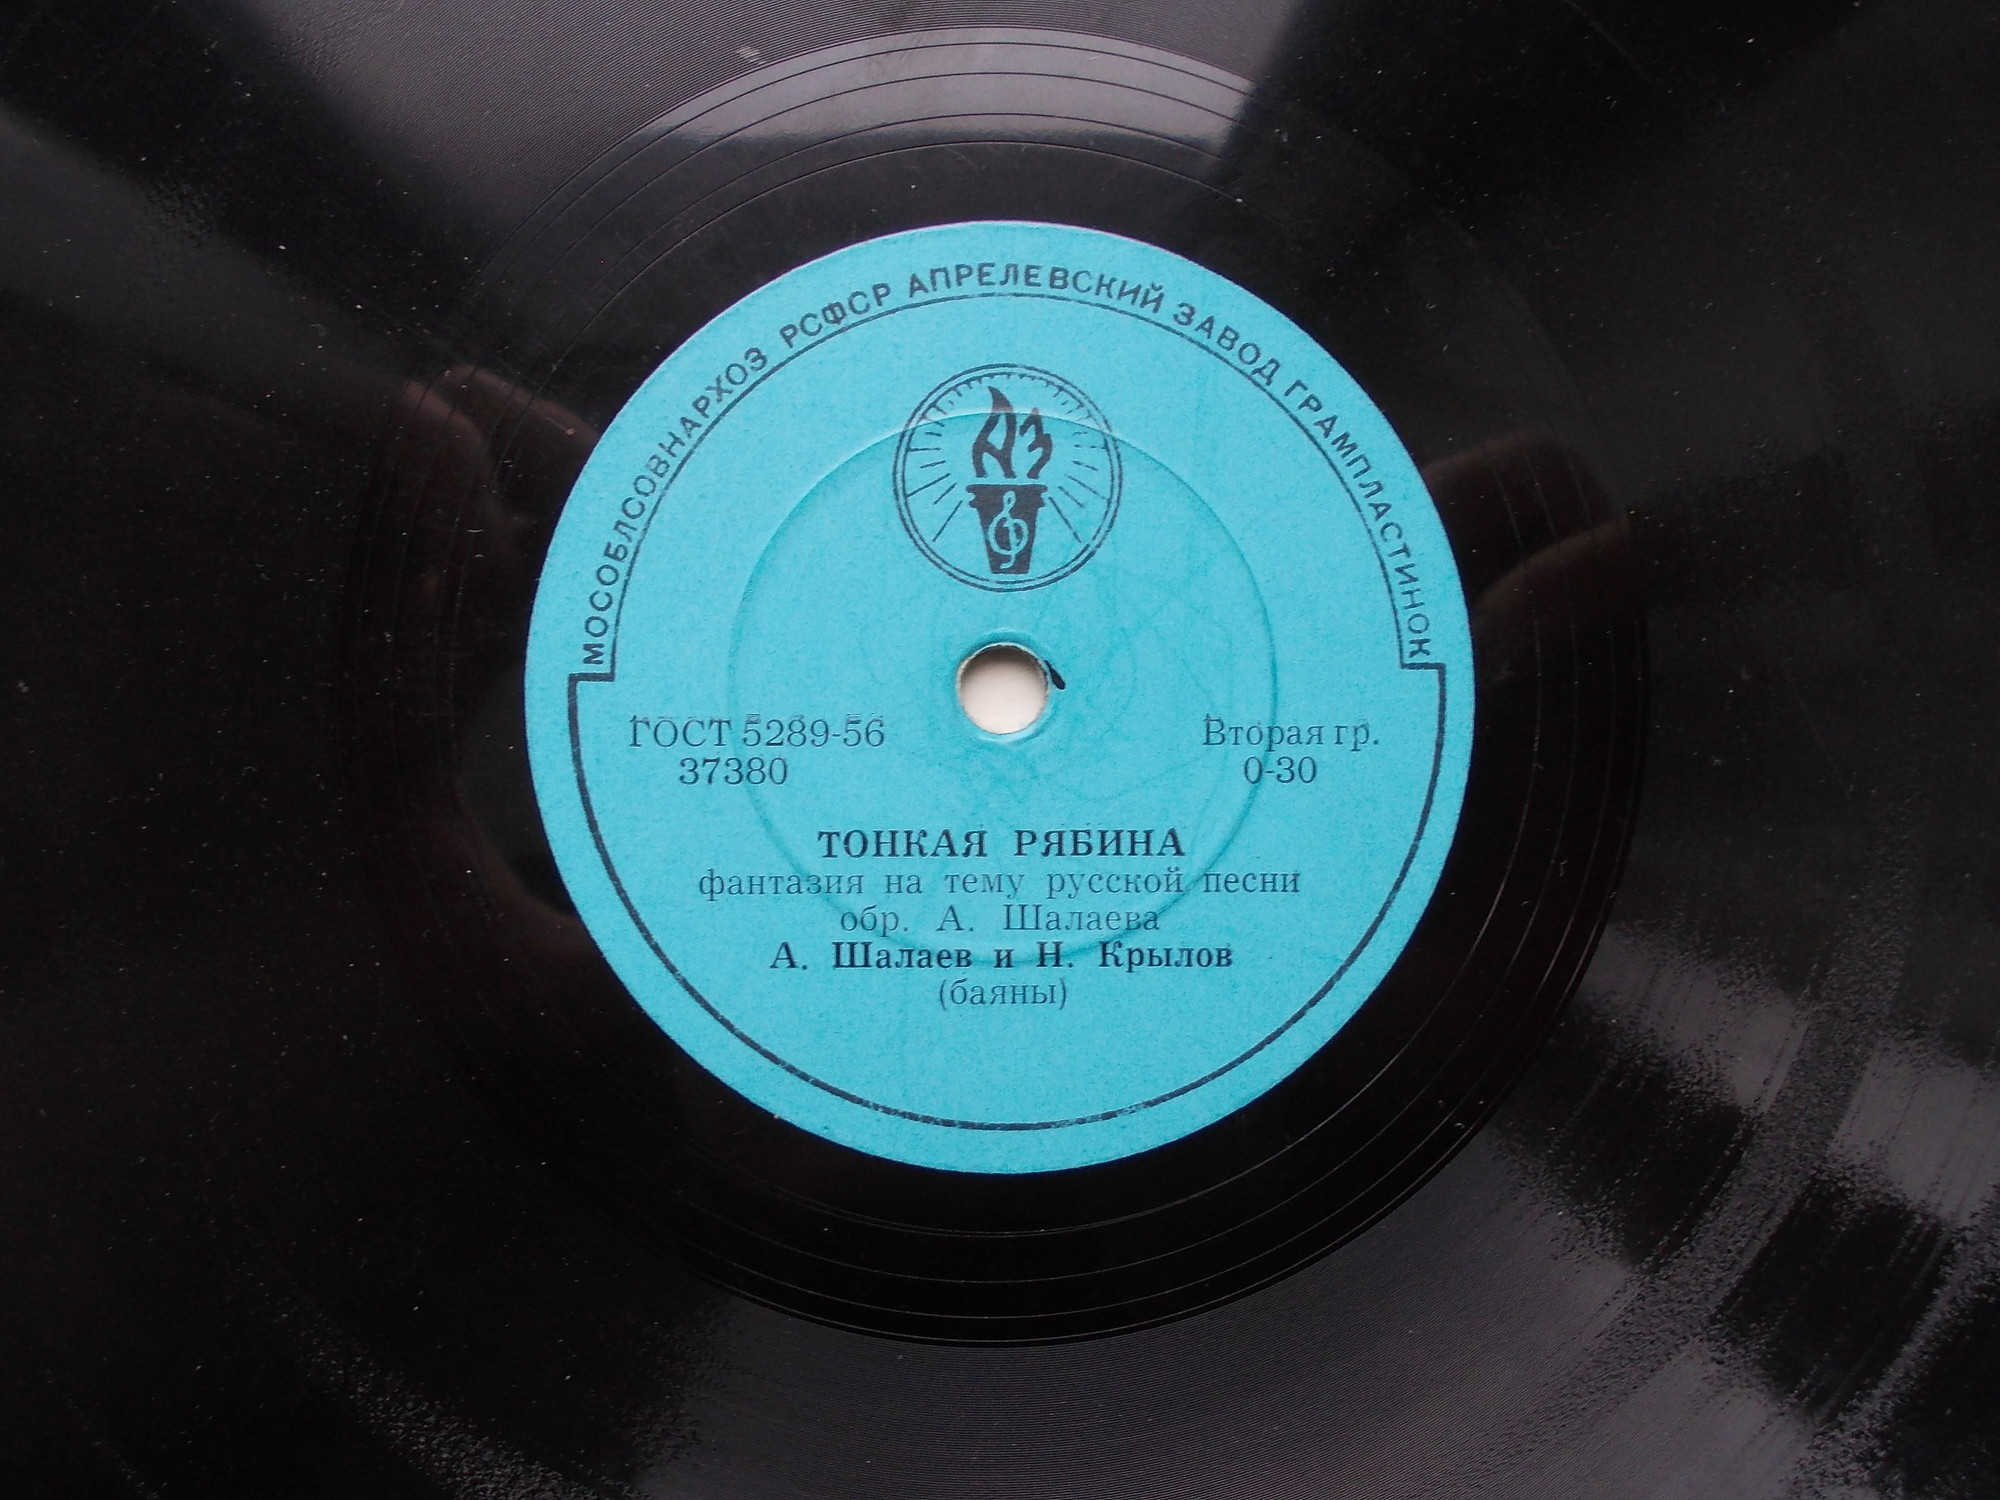 МОСОБЛСОВНАРХОЗ РСФСР АПРЕЛЕВСКИЙ ЗАВОД ГРАМПЛАСТИНОК
АЗ
ГОСТ 5289-56
37380
Вторая гр.
0-30
ТОНКАЯ РЯБИНА
фантазия на тему русской песни
обр. А. Шалаева
А. Шалаев и Н. Крылов
(баяны)